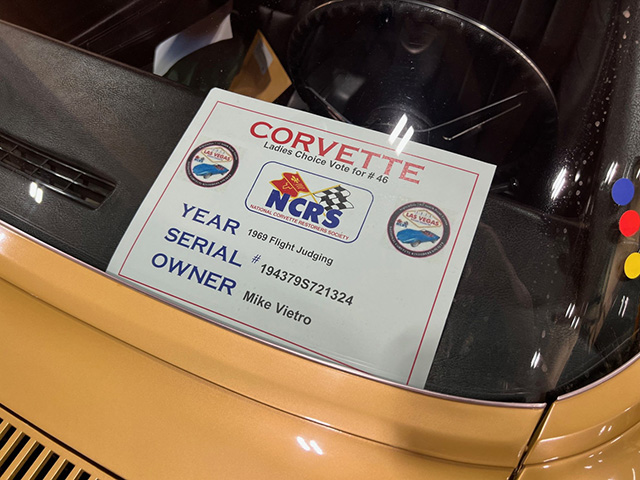 CORVETTE
Ladies Choice Vote for # 46
LAS VEGAS
NCRS
NATIONAL CORVETTE RESTORERS SOCIETY
LAS VEGAS
YEAR 1969 Flight Judging
SERIAL # 194379S721324
OWNER Mike Vietro